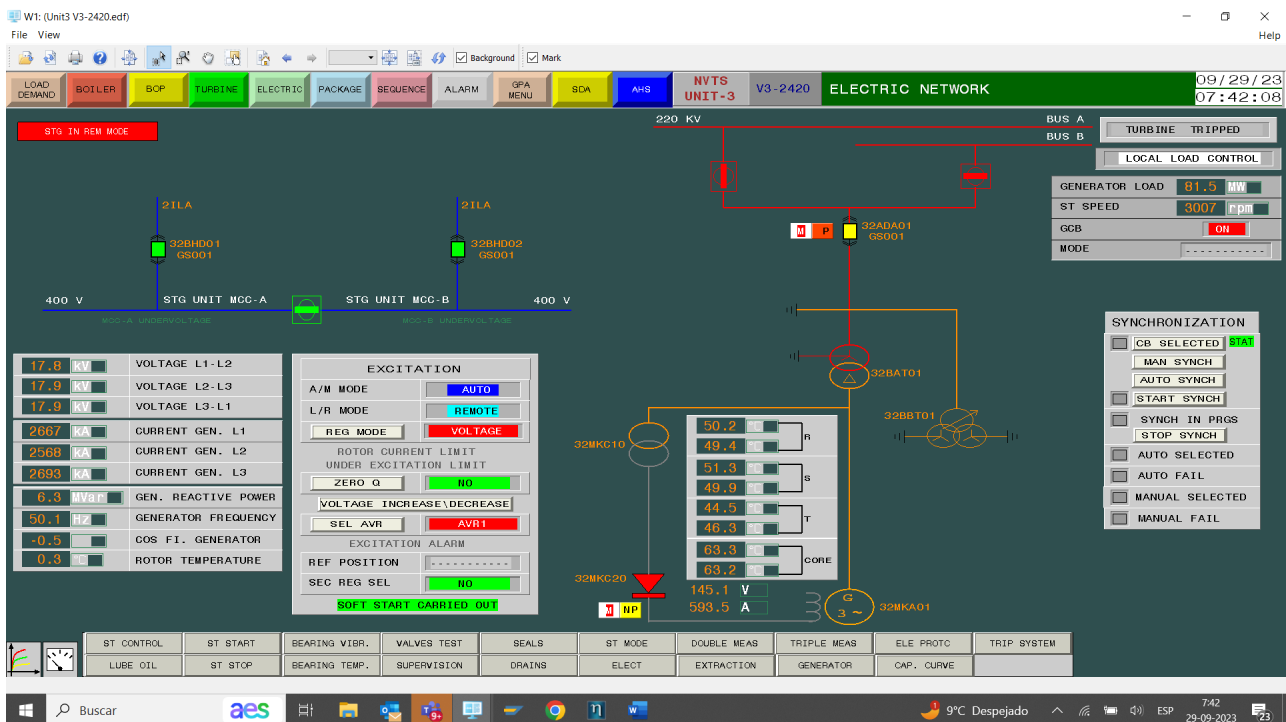 W1: (Unit3 V3-2420.edf)
File View Help
Background Mark
LOAD DEMAND BOILER BOP TURBINE ELECTRIC PACKAGE SEQUENCE ALARM GPA MENU SDA AHS NVTS UNIT-3 V3-2420 ELECTRIC NETWORK 09/29/23
07:42:08
STG IN REM MODE
220 KV BUS A
BUS B
TURBINE TRIPPED
LOCAL LOAD CONTROL
GENERATOR LOAD 81.5 MW
ST SPEED 3007 rpm
GCB ON
MODE -----------
2ILA 2ILA
32BHD01 GS001
32BHD02 GS001
M P 32ADA01 GS001
400 V STG UNIT MCC-A STG UNIT MCC-B 400 V
MCC-A UNDERVOLTAGE MCC-B UNDERVOLTAGE
17.8 KV VOLTAGE L1-L2
17.9 KV VOLTAGE L2-L3
17.9 KV VOLTAGE L3-L1
2667 KA CURRENT GEN. L1
2568 KA CURRENT GEN. L2
2693 KA CURRENT GEN. L3
6.3 MVar GEN. REACTIVE POWER
50.1 Hz GENERATOR FREQUENCY
-0.5 COS FI. GENERATOR
0.3 °C ROTOR TEMPERATURE
EXCITATION
A/M MODE AUTO
L/R MODE REMOTE
REG MODE VOLTAGE
ROTOR CURRENT LIMIT
UNDER EXCITATION LIMIT
ZERO Q NO
VOLTAGE INCREASE\DECREASE
SEL AVR AVR1
EXCITATION ALARM
REF POSITION -----------
SEC REG SEL NO
SOFT START CARRIED OUT
32BAT01
32BBT01
32MKC10
50.2 °C
49.4 °C
R
51.3 °C
49.9 °C
S
44.5 °C
46.3 °C
T
63.3 °C
63.2 °C
CORE
32MKC20
145.1 V
593.5 A
M NP
G
3 ~
32MKA01
SYNCHRONIZATION
CB SELECTED STAT
MAN SYNCH
AUTO SYNCH
START SYNCH
SYNCH IN PRGS
STOP SYNCH
AUTO SELECTED
AUTO FAIL
MANUAL SELECTED
MANUAL FAIL
ST CONTROL ST START BEARING VIBR. VALVES TEST SEALS ST MODE DOUBLE MEAS TRIPLE MEAS ELE PROTC TRIP SYSTEM
LUBE OIL ST STOP BEARING TEMP. SUPERVISION DRAINS ELECT EXTRACTION GENERATOR CAP. CURVE
Buscar aes 9+ 9°C Despejado ESP 7:42
29-09-2023 23